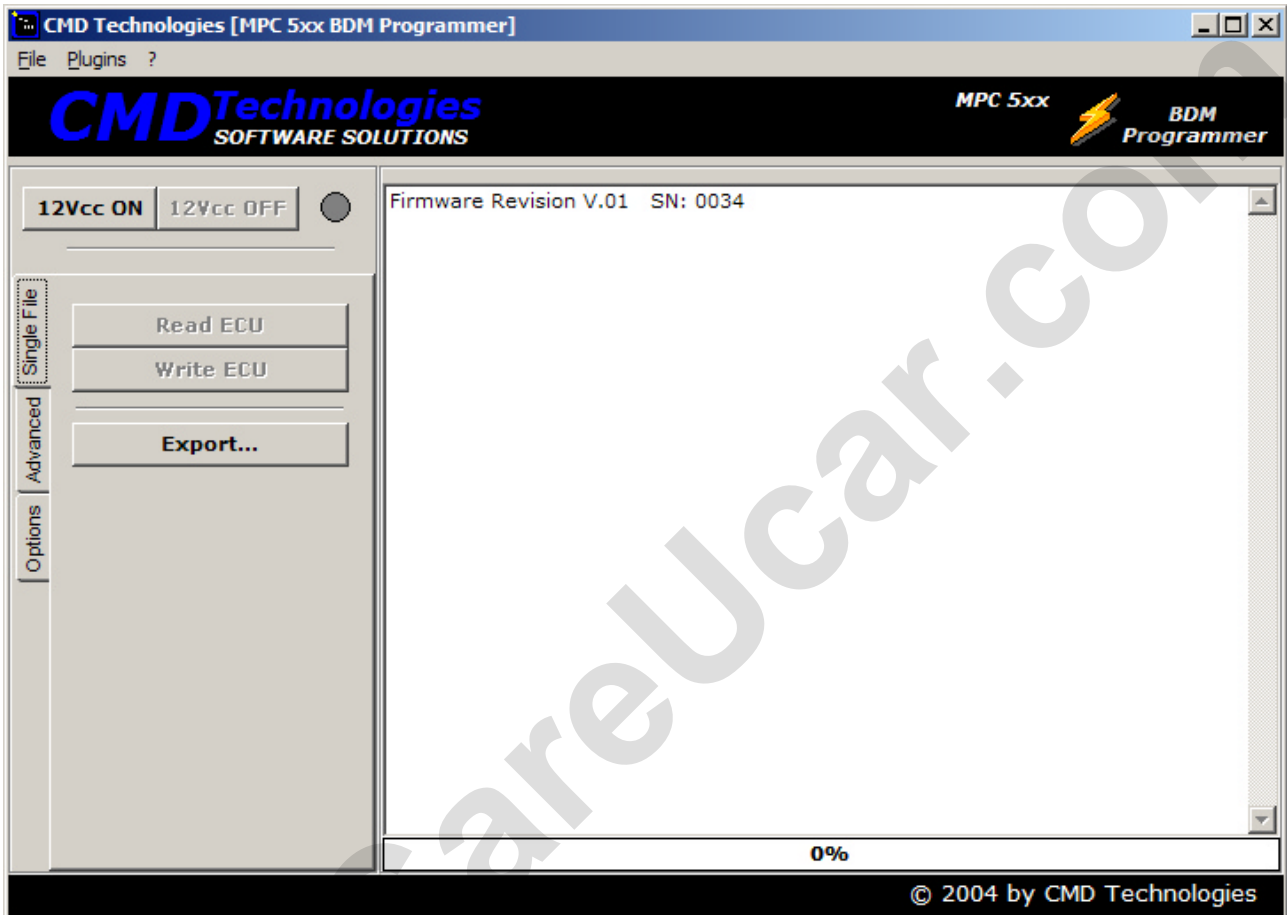 CMD Technologies [MPC 5xx BDM Programmer]
File Plugins ?
CMDTechnologies
SOFTWARE SOLUTIONS
MPC 5xx
BDM
Programmer
12Vcc ON 12Vcc OFF
Firmware Revision V.01 SN: 0034
Single File
Read ECU
Write ECU
Advanced
Export...
Options
0%
© 2004 by CMD Technologies
careUcar.com